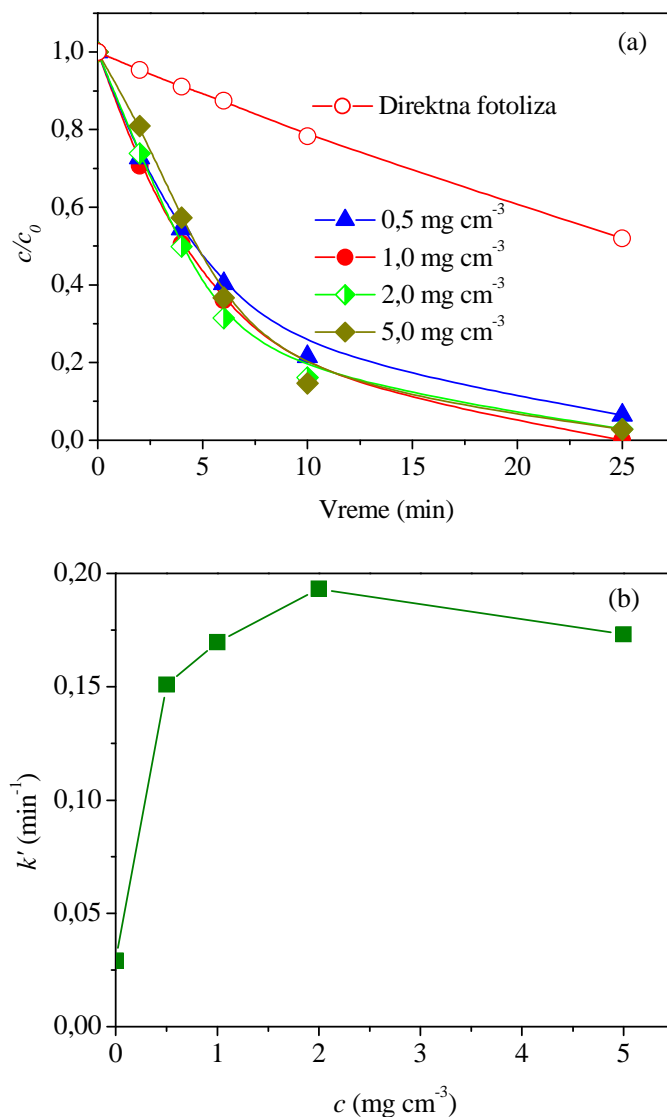 (a)
1,0
0,8
0,6
0,4
0,2
0,0
c/c₀
Direktna fotoliza
0,5 mg cm⁻³
1,0 mg cm⁻³
2,0 mg cm⁻³
5,0 mg cm⁻³
0 5 10 15 20 25
Vreme (min)
(b)
0,20
0,15
0,10
0,05
0,00
k' (min⁻¹)
0 1 2 3 4 5
c (mg cm⁻³)